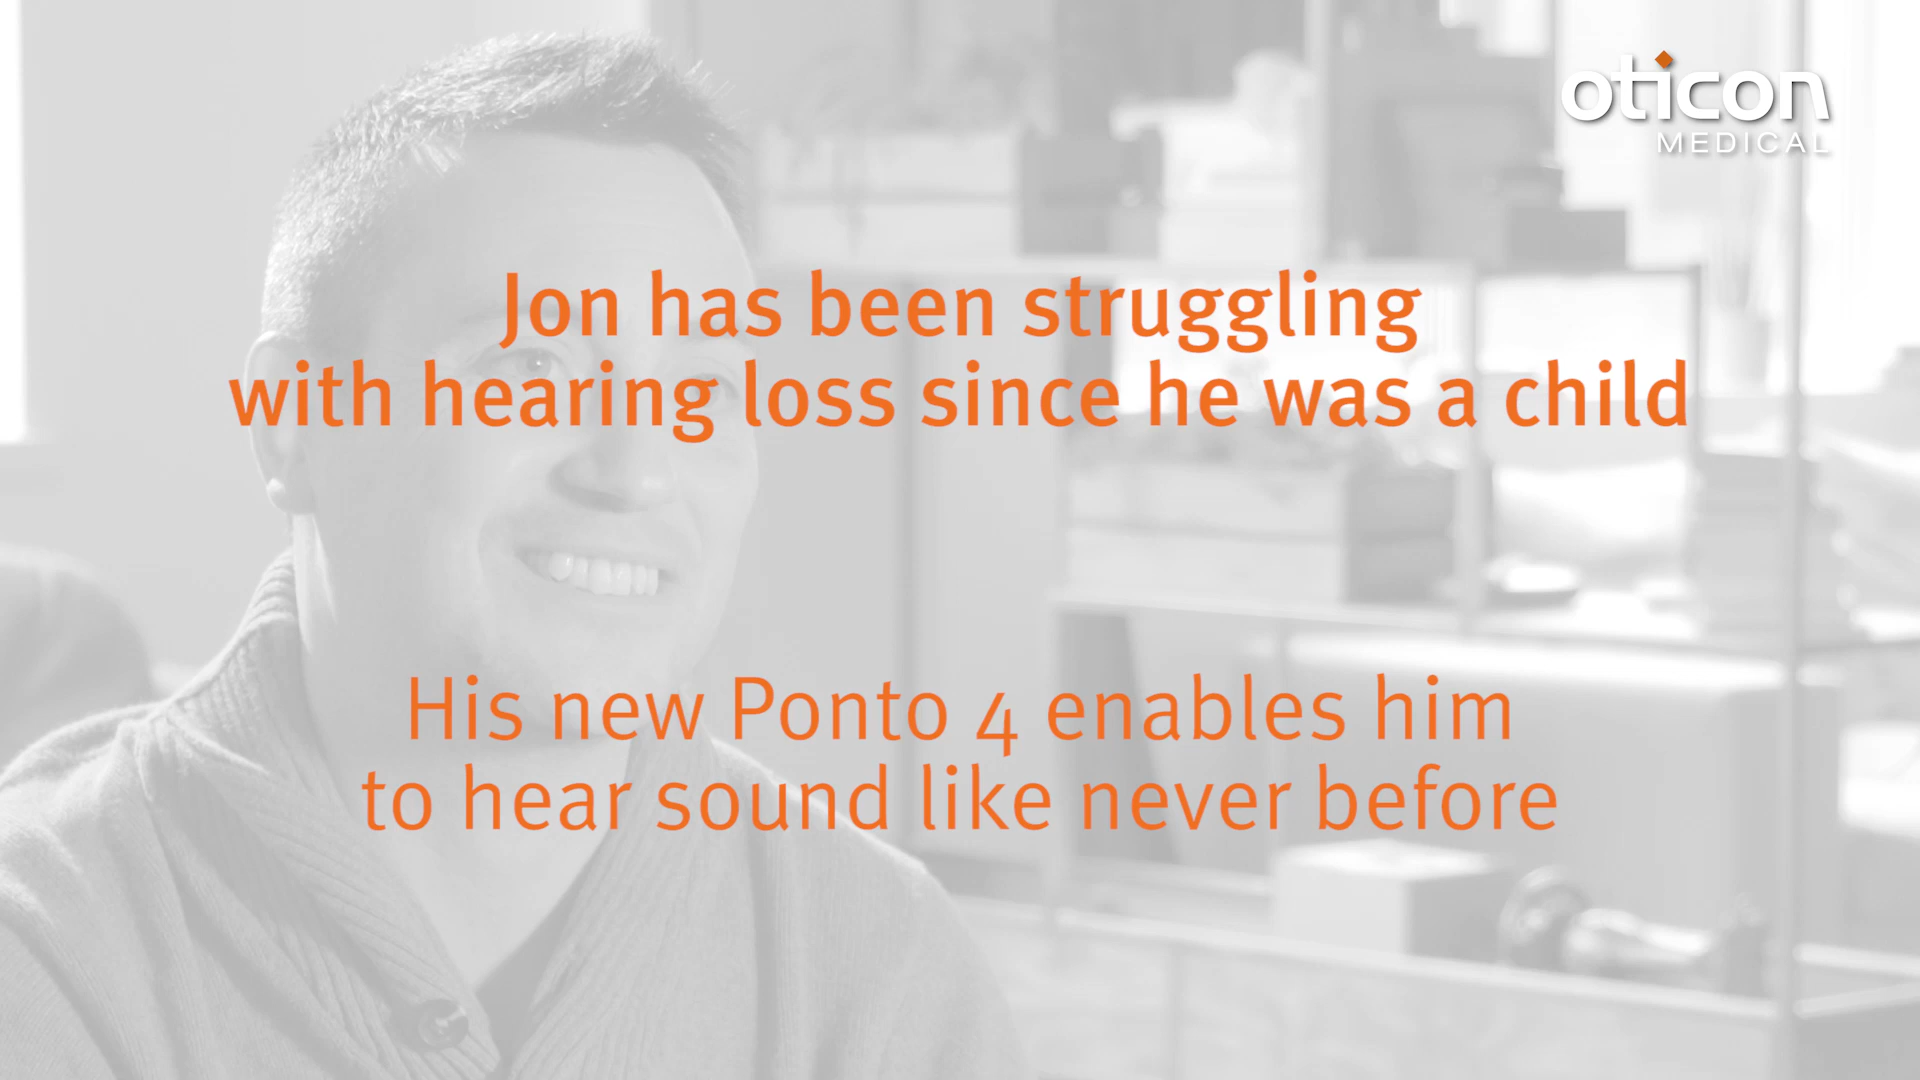 oticon
MEDICAL
Jon has been struggling
with hearing loss since he was a child
His new Ponto 4 enables him
to hear sound like never before